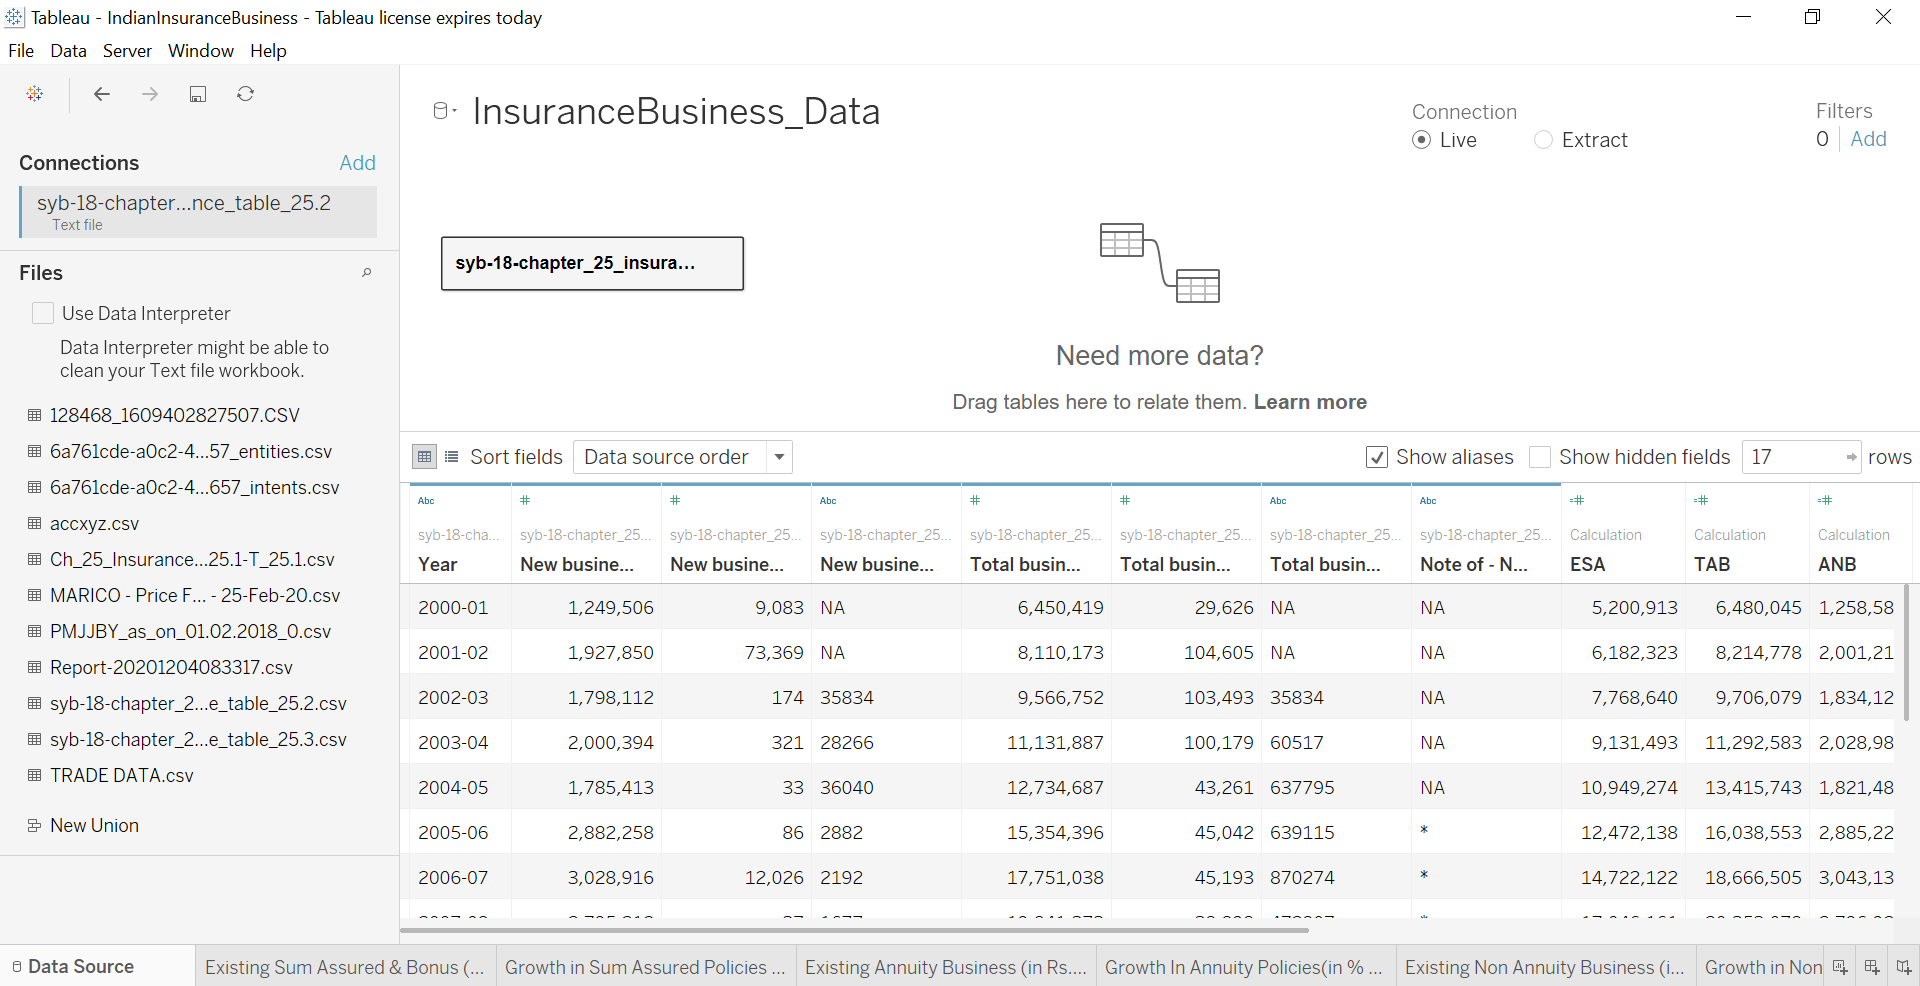 Tableau - IndianInsuranceBusiness - Tableau license expires today
File Data Server Window Help
Connections Add
syb-18-chapter...nce_table_25.2
Text file
Files
Use Data Interpreter
Data Interpreter might be able to
clean your Text file workbook.
128468_1609402827507.CSV
6a761cde-a0c2-4...57_entities.csv
6a761cde-a0c2-4...657_intents.csv
accxyz.csv
Ch_25_Insurance...25.1-T_25.1.csv
MARICO - Price F... - 25-Feb-20.csv
PMJJBY_as_on_01.02.2018_0.csv
Report-20201204083317.csv
syb-18-chapter_2...e_table_25.2.csv
syb-18-chapter_2...e_table_25.3.csv
TRADE DATA.csv
New Union
InsuranceBusiness_Data
Connection
Live Extract
Filters
0 Add
syb-18-chapter_25_insura...
Need more data?
Drag tables here to relate them. Learn more
Sort fields Data source order Show aliases Show hidden fields 17 rows
Abc # # Abc # # Abc Abc =# =# =#
syb-18-cha... syb-18-chapter_25... syb-18-chapter_25... syb-18-chapter_25... syb-18-chapter_25... syb-18-chapter_25... syb-18-chapter_25... syb-18-chapter_25... Calculation Calculation Calculation
Year New busine... New busine... New busine... Total busin... Total busin... Total busin... Note of - N... ESA TAB ANB
2000-01 1,249,506 9,083 NA 6,450,419 29,626 NA NA 5,200,913 6,480,045 1,258,58
2001-02 1,927,850 73,369 NA 8,110,173 104,605 NA NA 6,182,323 8,214,778 2,001,21
2002-03 1,798,112 174 35834 9,566,752 103,493 35834 NA 7,768,640 9,706,079 1,834,12
2003-04 2,000,394 321 28266 11,131,887 100,179 60517 NA 9,131,493 11,292,583 2,028,98
2004-05 1,785,413 33 36040 12,734,687 43,261 637795 NA 10,949,274 13,415,743 1,821,48
2005-06 2,882,258 86 2882 15,354,396 45,042 639115 * 12,472,138 16,038,553 2,885,22
2006-07 3,028,916 12,026 2192 17,751,038 45,193 870274 * 14,722,122 18,666,505 3,043,13
Data Source Existing Sum Assured & Bonus (... Growth in Sum Assured Policies ... Existing Annuity Business (in Rs.... Growth In Annuity Policies(in % ... Existing Non Annuity Business (i... Growth in Non